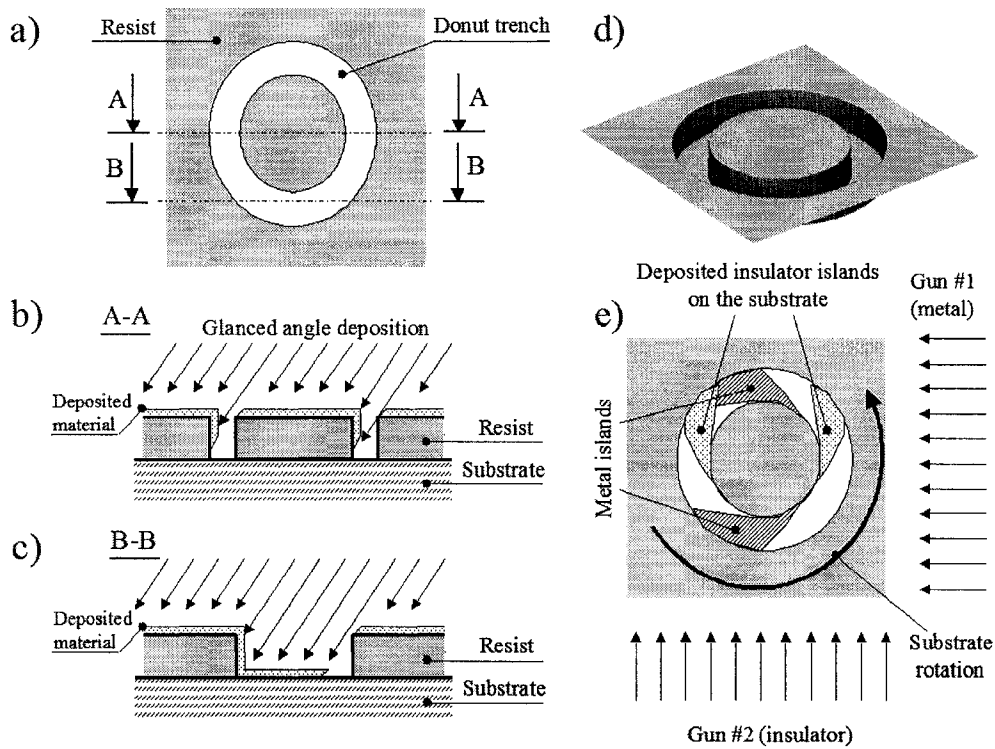 a)
Resist
Donut trench
A
A
B
B
d)
b)
A-A
Glanced angle deposition
Deposited
material
Resist
Substrate
c)
B-B
Deposited
material
Resist
Substrate
Deposited insulator islands
on the substrate
Gun #1
(metal)
e)
Metal islands
Substrate
rotation
Gun #2 (insulator)